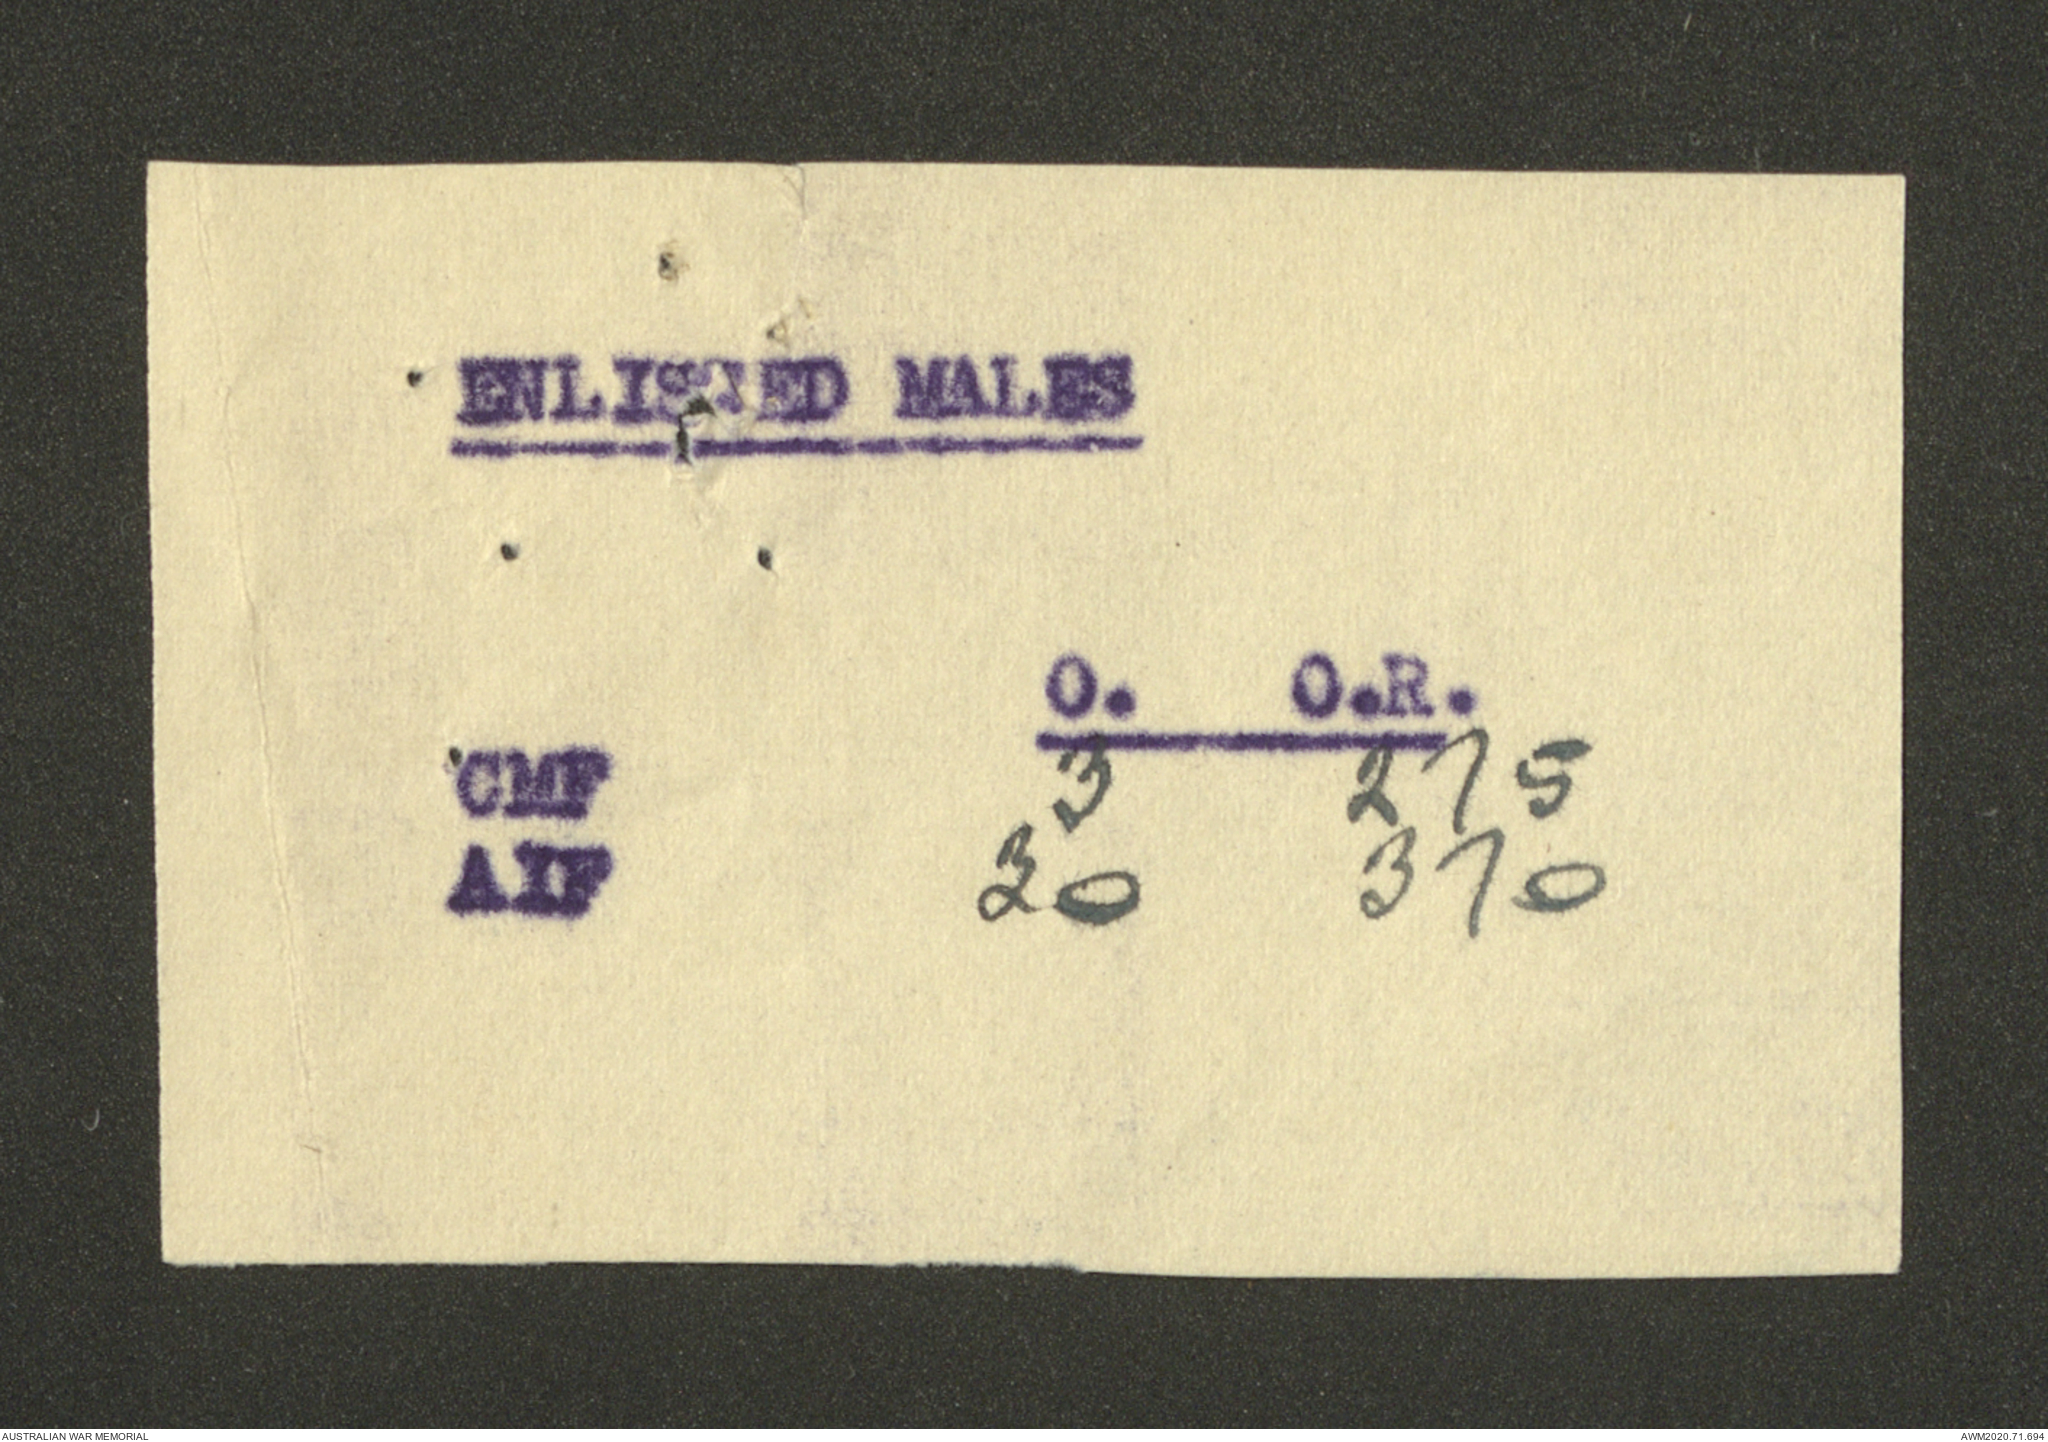 ENLISTED MALES
O. O.R.
CMF 3 275
AIF 20 370
AUSTRALIAN WAR MEMORIAL AWM2020.71.694